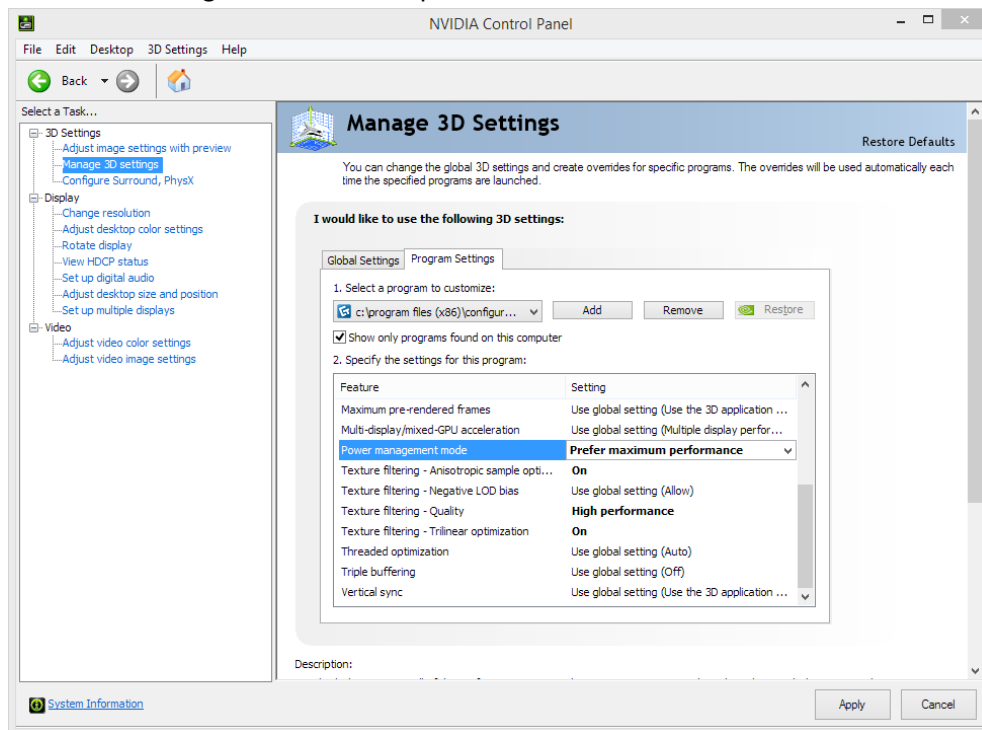 NVIDIA Control Panel
File Edit Desktop 3D Settings Help
Back
Select a Task...
3D Settings
Adjust image settings with preview
Manage 3D settings
Configure Surround, PhysX
Display
Change resolution
Adjust desktop color settings
Rotate display
View HDCP status
Set up digital audio
Adjust desktop size and position
Set up multiple displays
Video
Adjust video color settings
Adjust video image settings
Manage 3D Settings
Restore Defaults
You can change the global 3D settings and create overrides for specific programs. The overrides will be used automatically each
time the specified programs are launched.
I would like to use the following 3D settings:
Global Settings Program Settings
1. Select a program to customize:
c:\program files (x86)\configur... Add Remove Restore
Show only programs found on this computer
2. Specify the settings for this program:
Feature Setting
Maximum pre-rendered frames Use global setting (Use the 3D application ...
Multi-display/mixed-GPU acceleration Use global setting (Multiple display perfor...
Power management mode Prefer maximum performance
Texture filtering - Anisotropic sample opti... On
Texture filtering - Negative LOD bias Use global setting (Allow)
Texture filtering - Quality High performance
Texture filtering - Trilinear optimization On
Threaded optimization Use global setting (Auto)
Triple buffering Use global setting (Off)
Vertical sync Use global setting (Use the 3D application ...
Description:
System Information
Apply Cancel